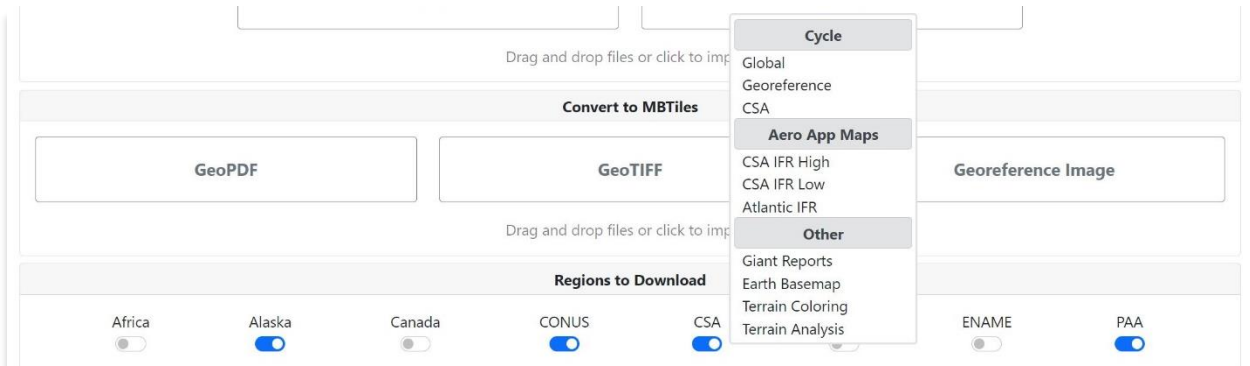 Drag and drop files or click to imp
Convert to MBTiles
GeoPDF
GeoTIFF
Georeference Image
Drag and drop files or click to imp
Regions to Download
Africa
Alaska
Canada
CONUS
CSA
ENAME
PAA
Cycle
Global
Georeference
CSA
Aero App Maps
CSA IFR High
CSA IFR Low
Atlantic IFR
Other
Giant Reports
Earth Basemap
Terrain Coloring
Terrain Analysis